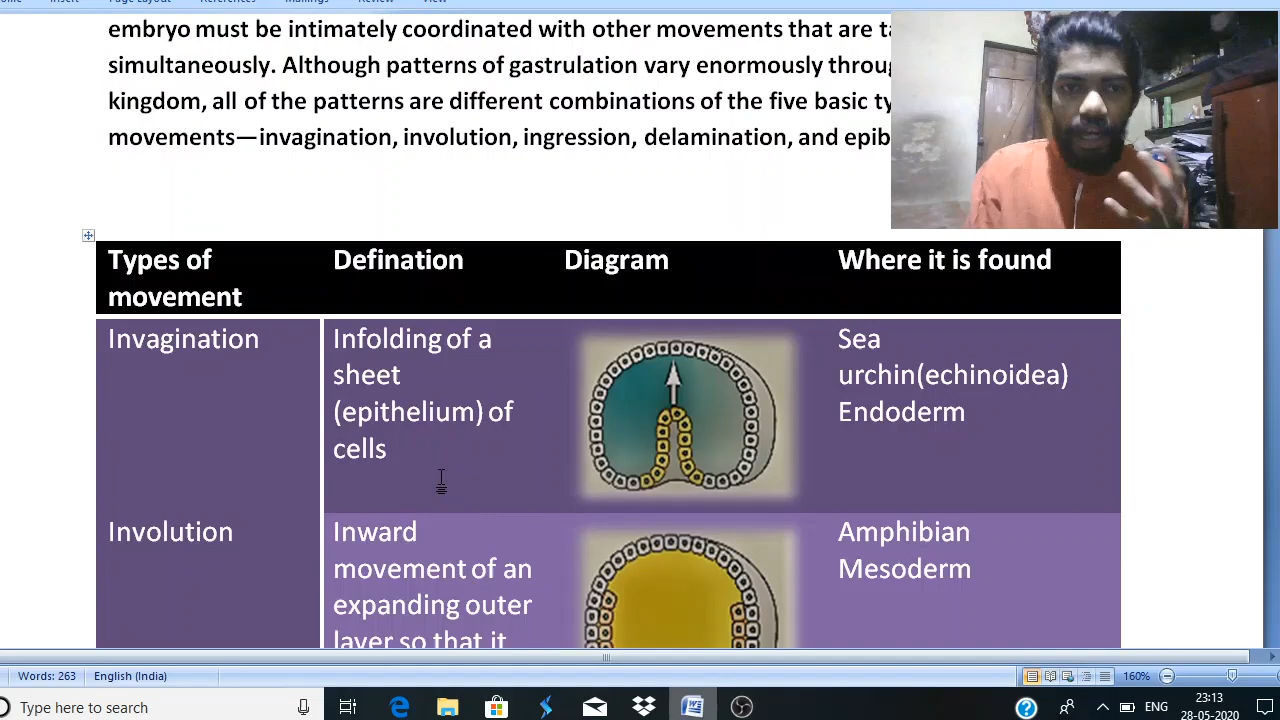 embryo must be intimately coordinated with other movements that are
simultaneously. Although patterns of gastrulation vary enormously
kingdom, all of the patterns are different combinations of the five basic
movements—invagination, involution, ingression, delamination, and
Types of movement
Defination
Diagram
Where it is found
Invagination
Infolding of a
sheet
(epithelium) of
cells
Sea
urchin(echinoidea)
Endoderm
Involution
Inward
movement of an
expanding outer
layer so that it
Amphibian
Mesoderm
Words: 263 English (India) 160%
Type here to search
ENG
23:13
28-05-2020